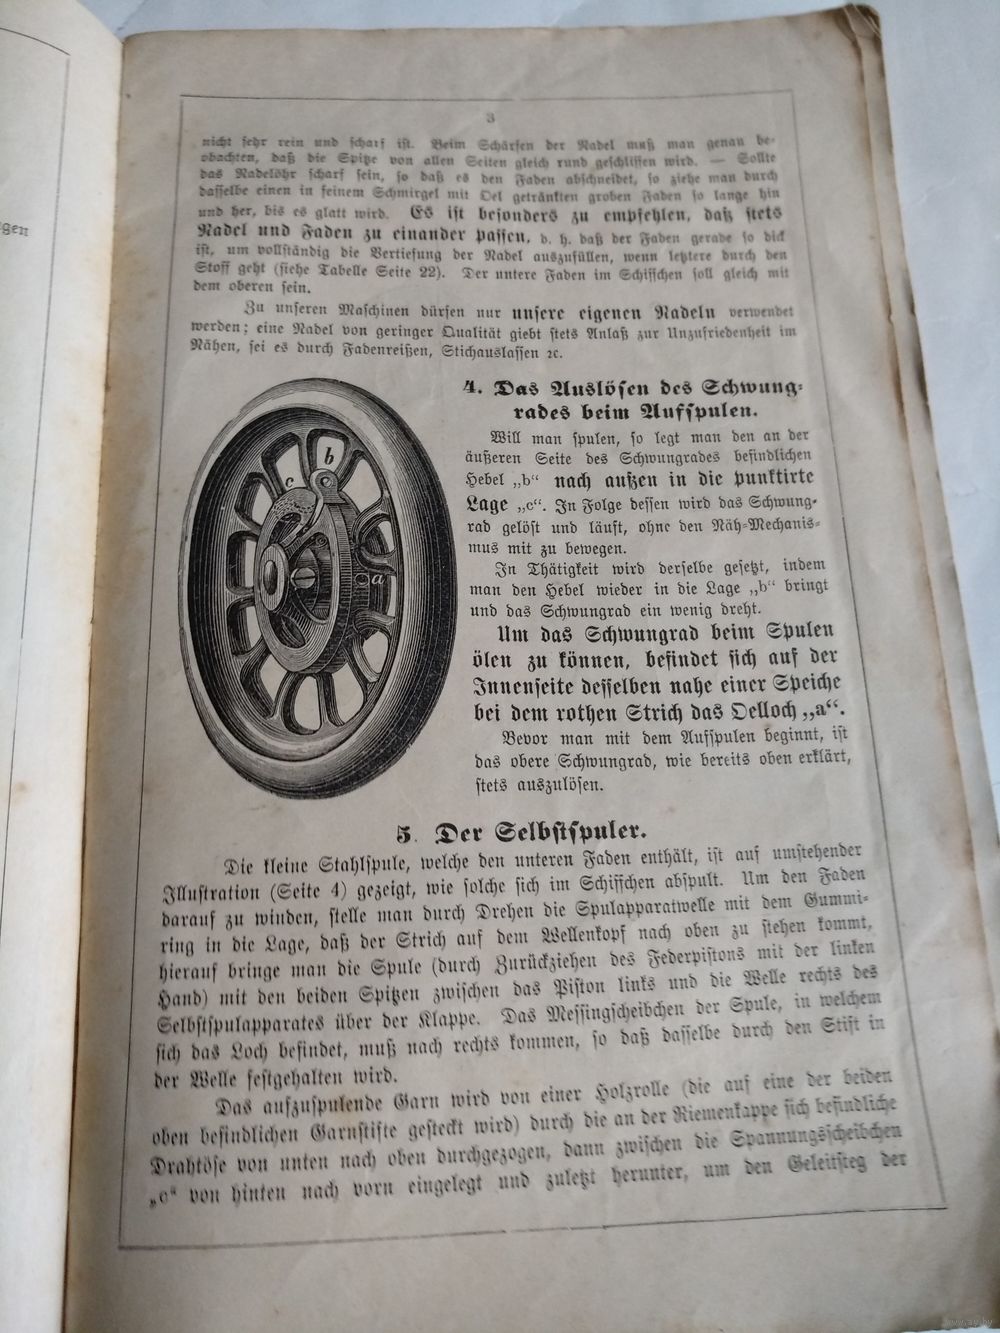 gen
3
nicht sehr rein und scharf ist. Beim Schärfen der Nadel muß man genau be-
obachten, daß die Spitze von allen Seiten gleich rund geschliffen wird. — Sollte
das Nadelöhr scharf sein, so daß es den Faden abschneidet, so ziehe man durch
dasselbe einen in feinem Schmirgel mit Oel getränkten groben Faden so lange hin
und her, bis es glatt wird. Es ist besonders zu empfehlen, daß stets
Nadel und Faden zu einander passen, d. h. daß der Faden gerade so dick
ist, um vollständig die Vertiefung der Nadel auszufüllen, wenn letztere durch den
Stoff geht (siehe Tabelle Seite 22). Der untere Faden im Schiffchen soll gleich mit
dem oberen sein.
Zu unseren Maschinen dürfen nur unsere eigenen Nadeln verwendet
werden; eine Nadel von geringer Qualität giebt stets Anlaß zur Unzufriedenheit im
Nähen, sei es durch Fadenreißen, Stichauslassen ꝛc.
4. Das Auslösen des Schwung-
rades beim Aufspulen.
Will man spulen, so legt man den an der
äußeren Seite des Schwungrades befindlichen
Hebel „b“ nach außen in die punktirte
Lage „c“. In Folge dessen wird das Schwung-
rad gelöst und läuft, ohne den Näh-Mechanis-
mus mit zu bewegen.
In Thätigkeit wird derselbe gesetzt, indem
man den Hebel wieder in die Lage „b“ bringt
und das Schwungrad ein wenig dreht.
Um das Schwungrad beim Spulen
ölen zu können, befindet sich auf der
Innenseite desselben nahe einer Speiche
bei dem rothen Strich das Oelloch „a“.
Bevor man mit dem Aufspulen beginnt, ist
das obere Schwungrad, wie bereits oben erklärt,
stets auszulösen.
b
c
a
5. Der Selbstspuler.
Die kleine Stahlspule, welche den unteren Faden enthält, ist auf umstehender
Illustration (Seite 4) gezeigt, wie solche sich im Schiffchen abspult. Um den Faden
darauf zu winden, stelle man durch Drehen die Spulapparatwelle mit dem Gummi-
ring in die Lage, daß der Strich auf dem Wellenkopf nach oben zu stehen kommt,
hierauf bringe man die Spule (durch Zurückziehen des Federpistons mit der linken
Hand) mit den beiden Spitzen zwischen das Piston links und die Welle rechts des
Selbstspulapparates über der Klappe. Das Messingscheibchen der Spule, in welchem
sich das Loch befindet, muß nach rechts kommen, so daß dasselbe durch den Stift in
der Welle festgehalten wird.
Das aufzuspulende Garn wird von einer Holzrolle (die auf eine der beiden
oben befindlichen Garnstifte gesteckt wird) durch die an der Riemenkappe sich befindliche
Drahtöse von unten nach oben durchgezogen, dann zwischen die Spannungsscheibchen
„c“ von hinten nach vorn eingelegt und zuletzt herunter, um den Geleitsteg der
www.ay.by